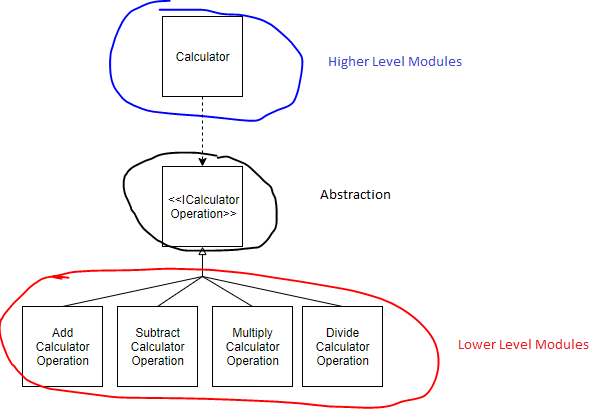 Calculator
Higher Level Modules
<<ICalculator
Operation>>
Abstraction
Add
Calculator
Operation
Subtract
Calculator
Operation
Multiply
Calculator
Operation
Divide
Calculator
Operation
Lower Level Modules